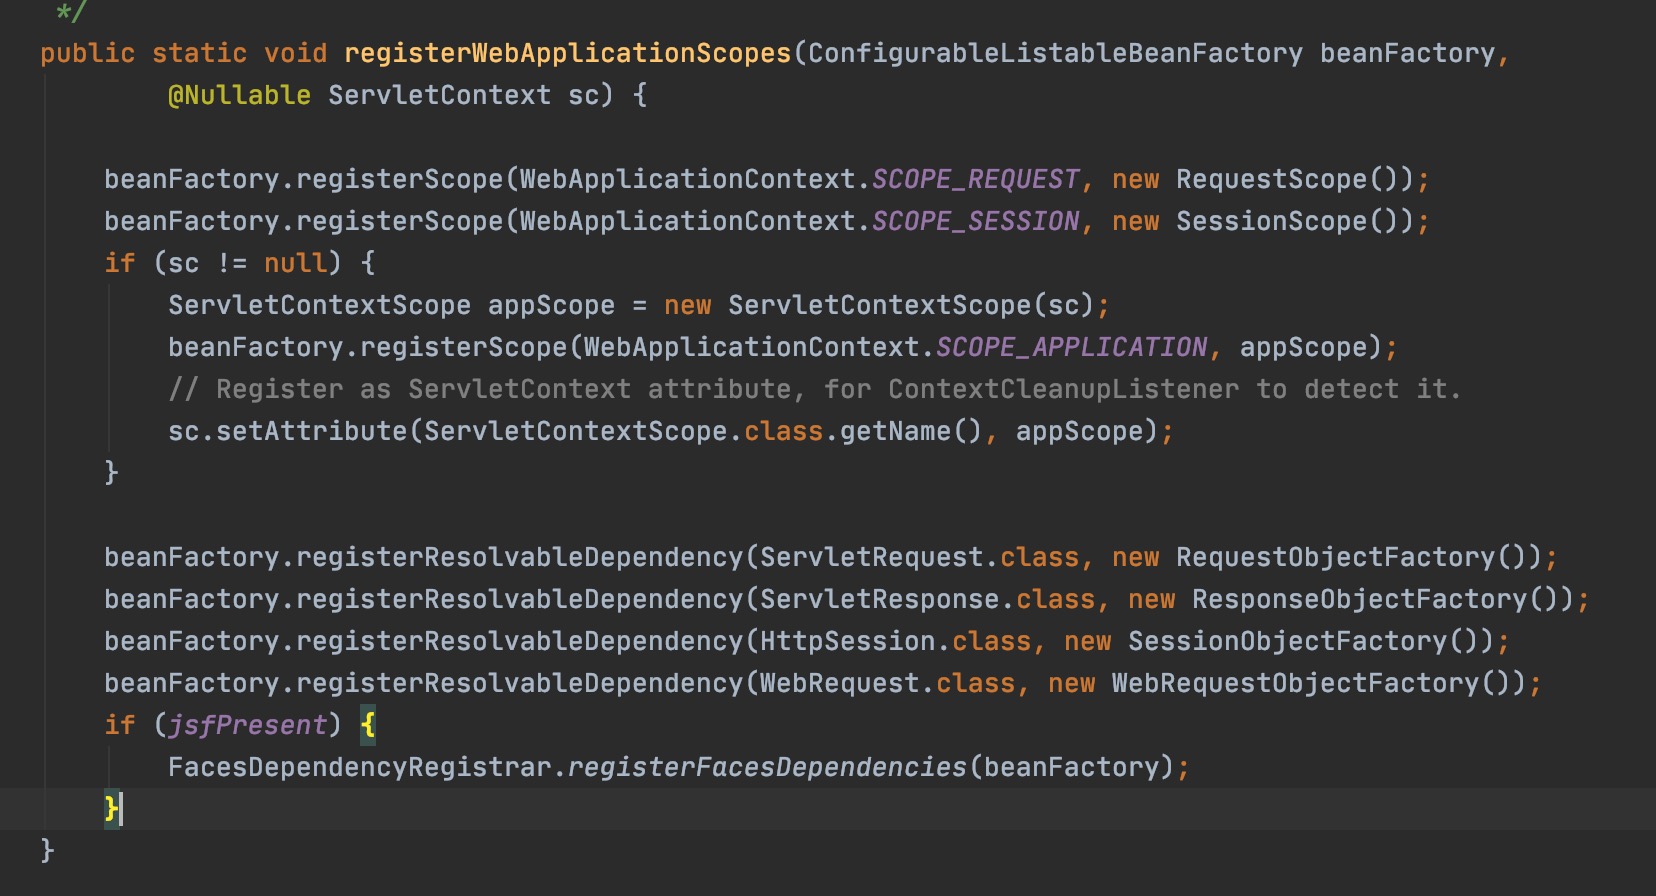 */
public static void registerWebApplicationScopes(ConfigurableListableBeanFactory beanFactory,
        @Nullable ServletContext sc) {

    beanFactory.registerScope(WebApplicationContext.SCOPE_REQUEST, new RequestScope());
    beanFactory.registerScope(WebApplicationContext.SCOPE_SESSION, new SessionScope());
    if (sc != null) {
        ServletContextScope appScope = new ServletContextScope(sc);
        beanFactory.registerScope(WebApplicationContext.SCOPE_APPLICATION, appScope);
        // Register as ServletContext attribute, for ContextCleanupListener to detect it.
        sc.setAttribute(ServletContextScope.class.getName(), appScope);
    }

    beanFactory.registerResolvableDependency(ServletRequest.class, new RequestObjectFactory());
    beanFactory.registerResolvableDependency(ServletResponse.class, new ResponseObjectFactory());
    beanFactory.registerResolvableDependency(HttpSession.class, new SessionObjectFactory());
    beanFactory.registerResolvableDependency(WebRequest.class, new WebRequestObjectFactory());
    if (jsfPresent) {
        FacesDependencyRegistrar.registerFacesDependencies(beanFactory);
    }
}